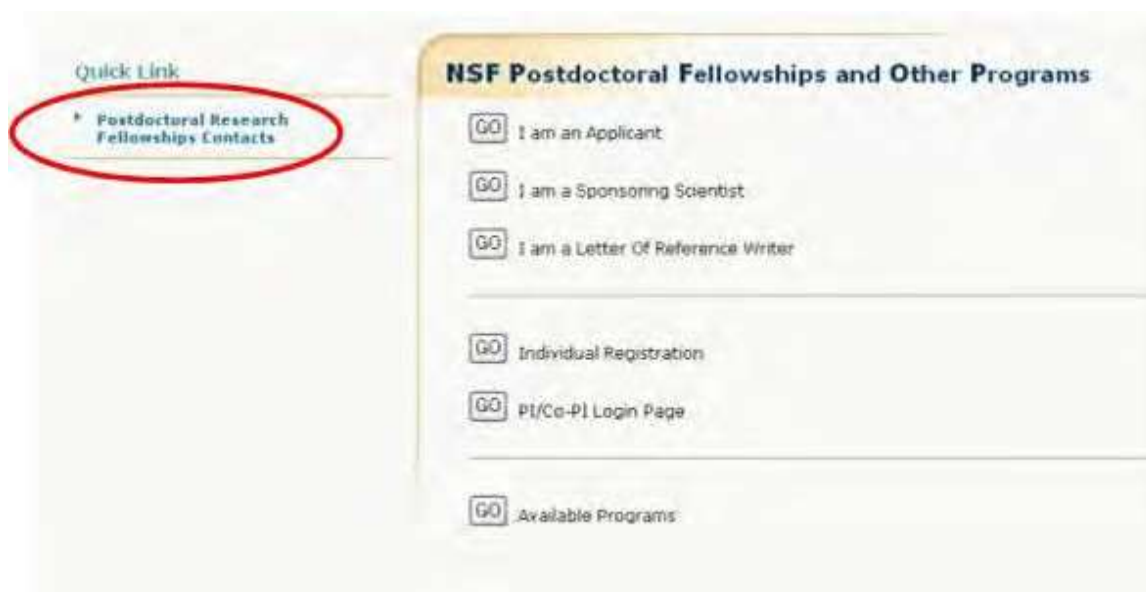 Quick Link
Postdoctural Research
Fellowships Contacts
NSF Postdoctoral Fellowships and Other Programs
GO I am an Applicant
GO I am a Sponsoring Scientist
GO I am a Letter Of Reference Writer
GO Individual Registration
GO PI/Co-PI Login Page
GO Available Programs